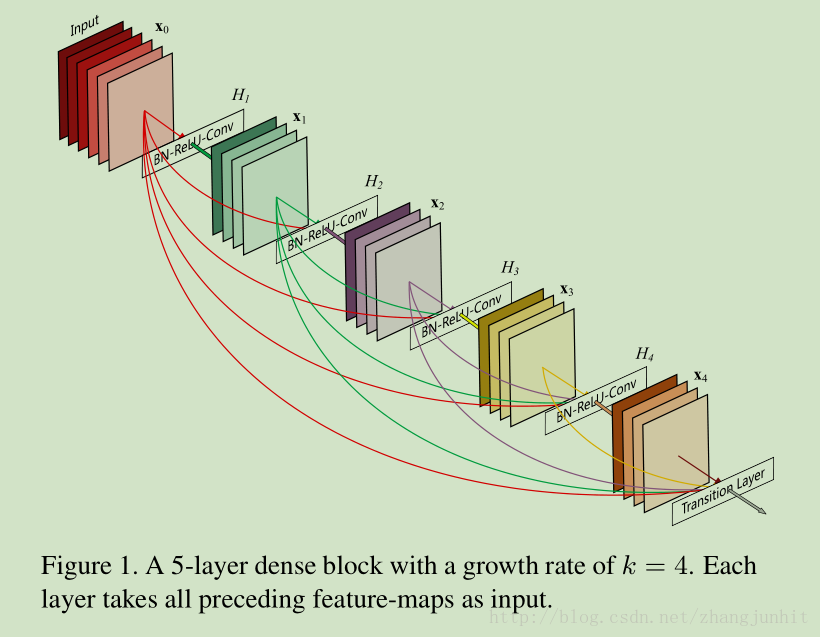 Input
x0
H1
BN-ReLU-Conv
x1
H2
BN-ReLU-Conv
x2
H3
BN-ReLU-Conv
x3
H4
BN-ReLU-Conv
x4
Transition Layer
Figure 1. A 5-layer dense block with a growth rate of k = 4. Each
layer takes all preceding feature-maps as input.
http://blog.csdn.net/zhangjunhit